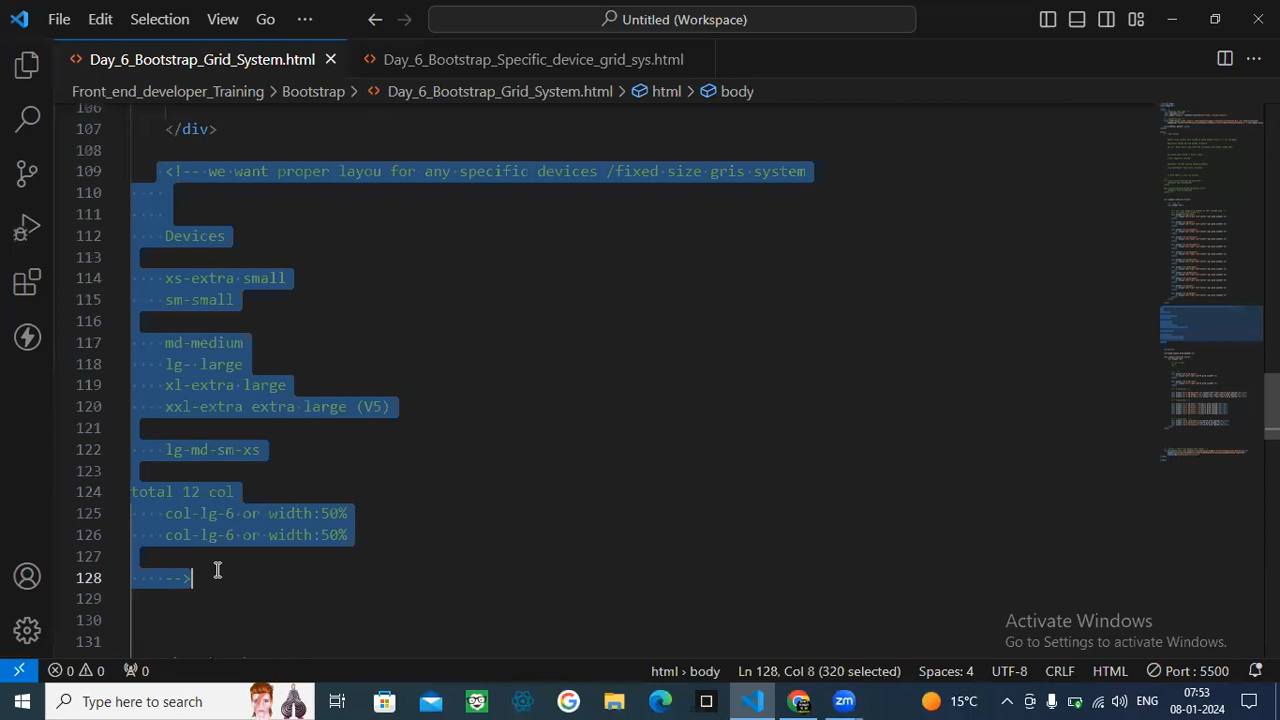 File Edit Selection View Go ··· Untitled (Workspace)
Day_6_Bootstrap_Grid_System.html Day_6_Bootstrap_Specific_device_grid_sys.html
Front_end_developer_Training > Bootstrap > Day_6_Bootstrap_Grid_System.html > html > body
106
107 </div>
108
109 <!-- we want proper layou for any specific devices /fixed size grid system
110
111
112 Devices
113
114 xs-extra small
115 sm-small
116
117 md-medium
118 lg- large
119 xl-extra large
120 xxl-extra extra large (V5)
121
122 lg-md-sm-xs
123
124 total 12 col
125 col-lg-6 or width:50%
126 col-lg-6 or width:50%
127
128 -->
129
130
131
Activate Windows
Go to Settings to activate Windows.
0 0 0 html > body Ln 128, Col 8 (320 selected) Spaces: 4 UTF-8 CRLF HTML Port : 5500
Type here to search 15°C ENG 07:53
08-01-2024